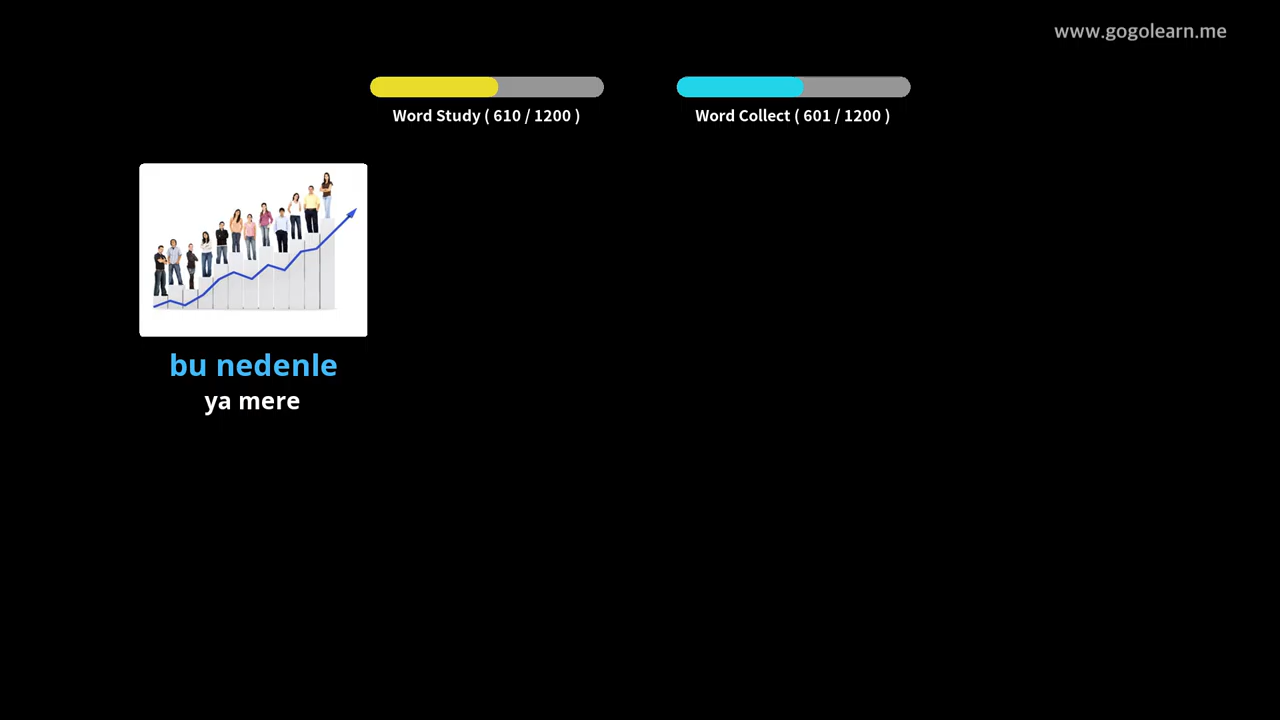 www.gogolearn.me
Word Study ( 610 / 1200 )
Word Collect ( 601 / 1200 )
bu nedenle
ya mere